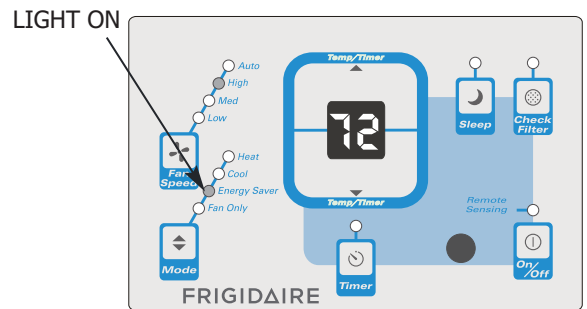 LIGHT ON
Auto
High
Med
Low
Fan
Speed
Heat
Cool
Energy Saver
Fan Only
Mode
Temp/Timer
72
Temp/Timer
Timer
Sleep
Check
Filter
Remote
Sensing
On/Off
FRIGIDAIRE